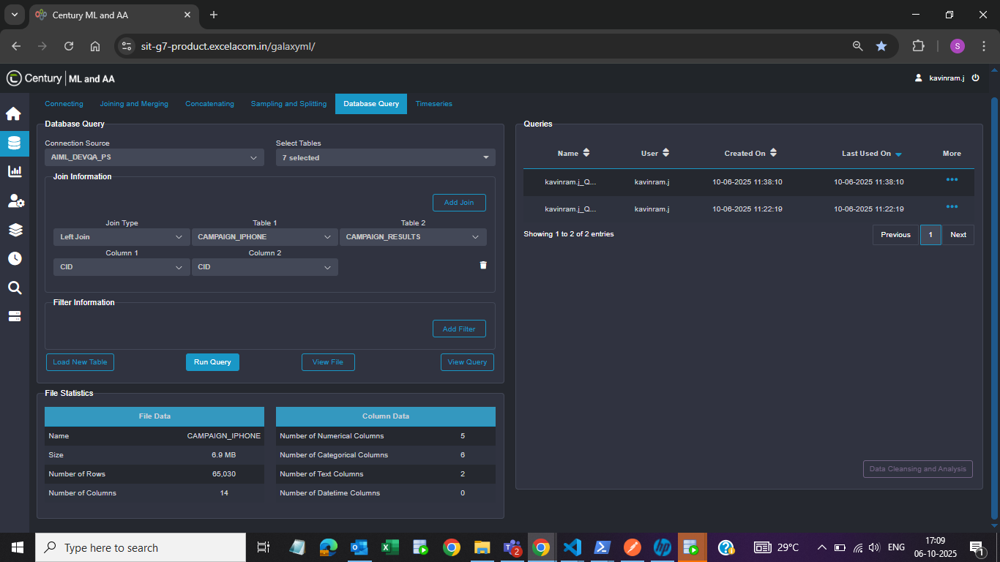 Century ML and AA
sit-g7-product.excelacom.in/galaxyml/
S
Century | ML and AA
kavinram.j
Connecting
Joining and Merging
Concatenating
Sampling and Splitting
Database Query
Timeseries
Database Query
Connection Source
Select Tables
AIML_DEVQA_PS
7 selected
Join Information
Add Join
Join Type
Table 1
Table 2
Left Join
CAMPAIGN_IPHONE
CAMPAIGN_RESULTS
Column 1
Column 2
CID
CID
Filter Information
Add Filter
Load New Table
Run Query
View File
View Query
File Statistics
File Data
Name CAMPAIGN_IPHONE
Size 6.9 MB
Number of Rows 65,030
Number of Columns 14
Column Data
Number of Numerical Columns 5
Number of Categorical Columns 6
Number of Text Columns 2
Number of Datetime Columns 0
Queries
Name User Created On Last Used On More
kavinram.j_Q... kavinram.j 10-06-2025 11:38:10 10-06-2025 11:38:10
kavinram.j_Q... kavinram.j 10-06-2025 11:22:19 10-06-2025 11:22:19
Showing 1 to 2 of 2 entries
Previous 1 Next
Data Cleansing and Analysis
Type here to search
2
29°C
ENG
17:09
06-10-2025
1